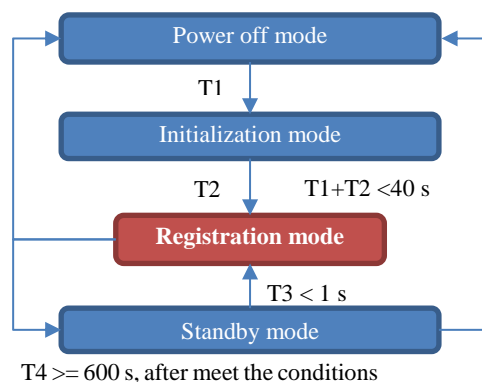 Power off mode
T1
Initialization mode
T2
T1+T2 <40 s
Registration mode
T3 < 1 s
Standby mode
T4 >= 600 s, after meet the conditions